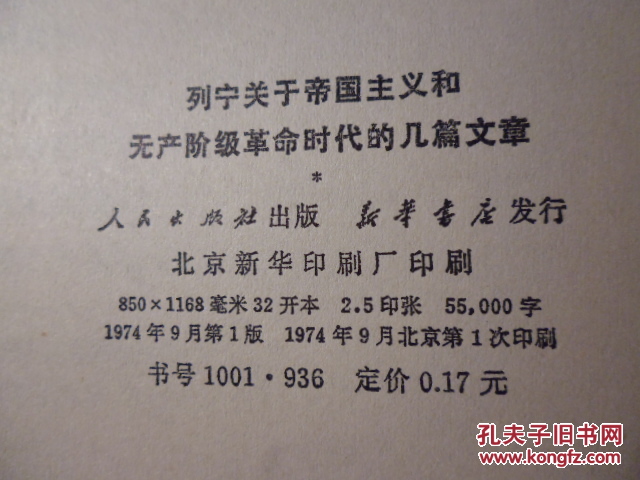 列宁关于帝国主义和
无产阶级革命时代的几篇文章
*
人民出版社出版 新华书店发行
北京新华印刷厂印刷
850×1168毫米32开本 2.5印张 55,000字
1974年9月第1版 1974年9月北京第1次印刷
书号1001·936 定价0.17元
孔夫子旧书网
www.kongfz.com